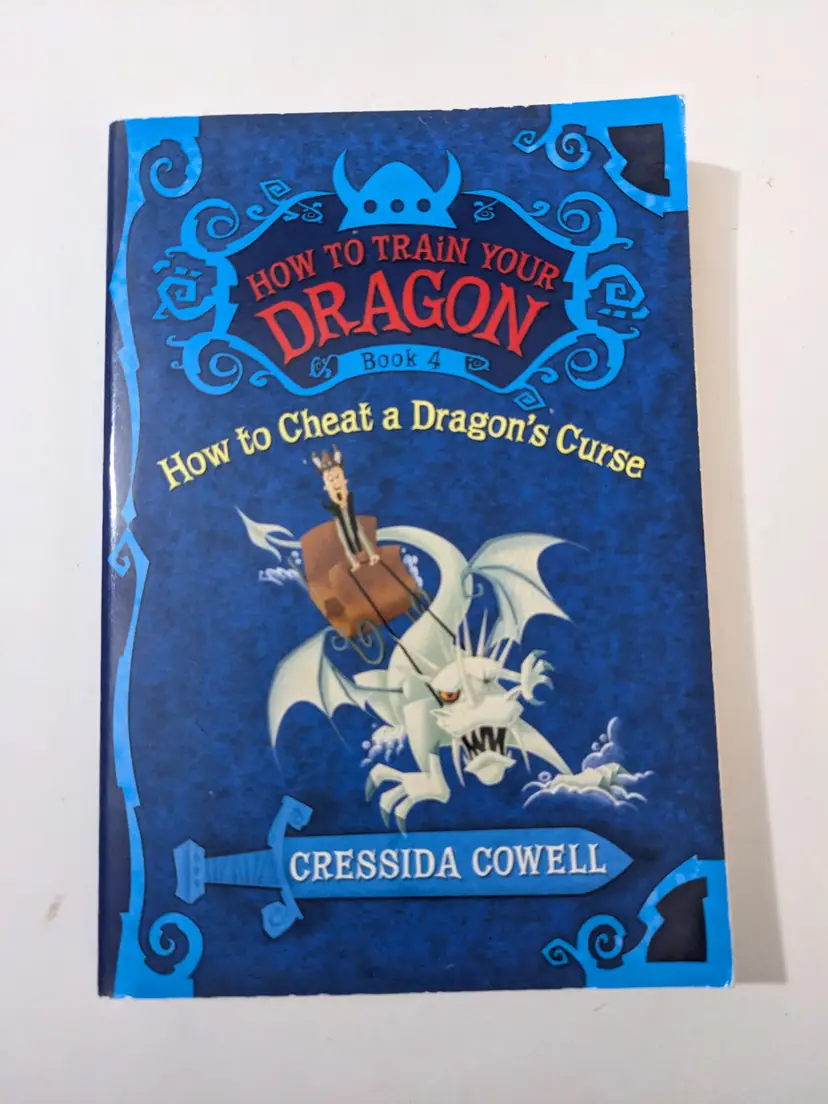 HOW TO TRAiN YOUR
DRAGON
Book 4
How to Cheat a Dragon's Curse
CRESSIDA COWELL